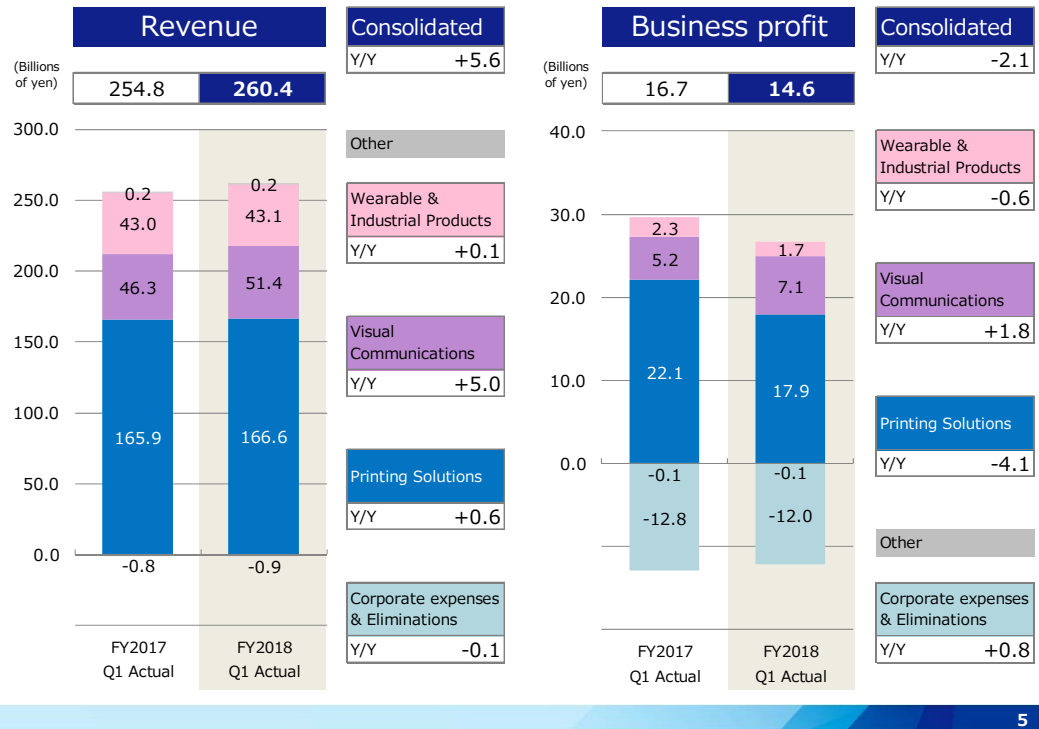 Revenue
Consolidated
Y/Y +5.6
(Billions
of yen)
254.8 260.4
300.0
250.0
200.0
150.0
100.0
50.0
0.0
0.2
43.0
46.3
165.9
-0.8
0.2
43.1
51.4
166.6
-0.9
FY2017
Q1 Actual
FY2018
Q1 Actual
Other
Wearable &
Industrial Products
Y/Y +0.1
Visual
Communications
Y/Y +5.0
Printing Solutions
Y/Y +0.6
Corporate expenses
& Eliminations
Y/Y -0.1
Business profit
Consolidated
Y/Y -2.1
(Billions
of yen)
16.7 14.6
40.0
30.0
20.0
10.0
0.0
2.3
5.2
22.1
-0.1
-12.8
1.7
7.1
17.9
-0.1
-12.0
FY2017
Q1 Actual
FY2018
Q1 Actual
Wearable &
Industrial Products
Y/Y -0.6
Visual
Communications
Y/Y +1.8
Printing Solutions
Y/Y -4.1
Other
Corporate expenses
& Eliminations
Y/Y +0.8
5